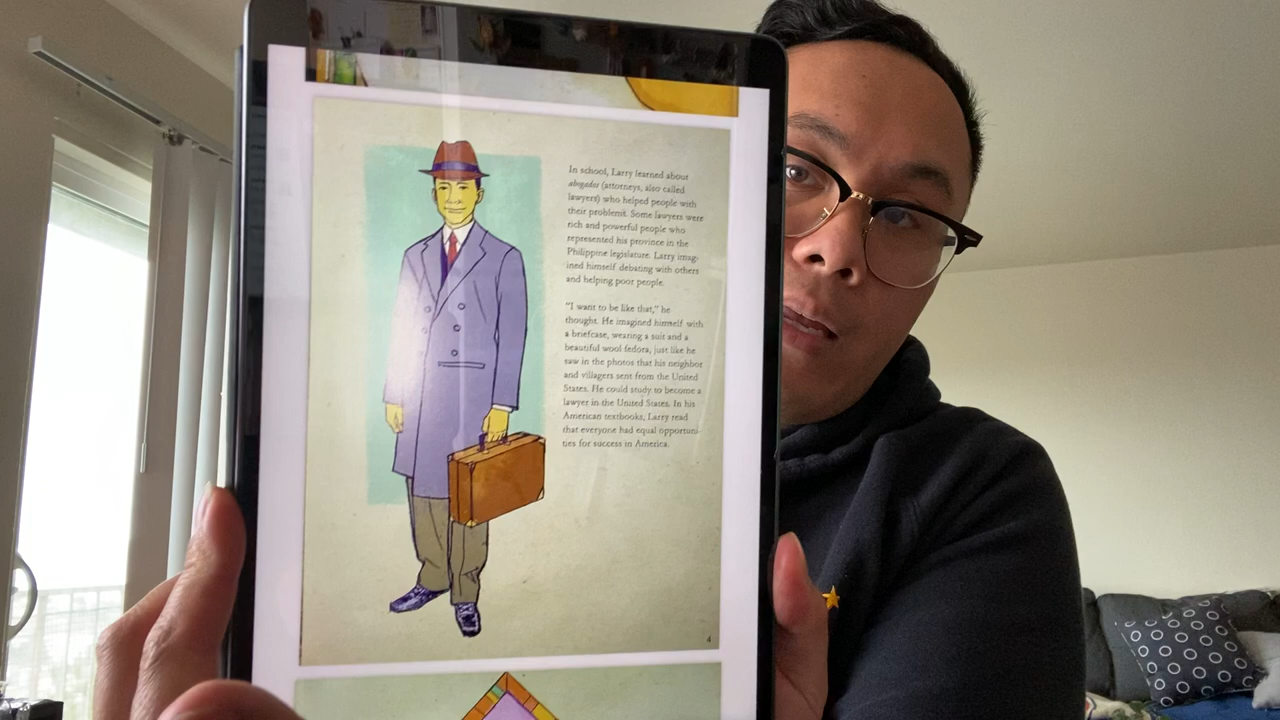 In school, Larry learned about
abogados (attorneys, also called
lawyers) who helped people with
their problems. Some lawyers were
rich and powerful people who
represented his province in the
Philippine legislature. Larry imag-
ined himself debating with others
and helping poor people.
"I want to be like that," he
thought. He imagined himself with
a briefcase, wearing a suit and a
beautiful wool fedora, just like he
saw in the photos that his neighbor
and villagers sent from the United
States. He could study to become a
lawyer in the United States. In his
American textbooks, Larry read
that everyone had equal opportuni-
ties for success in America.
4